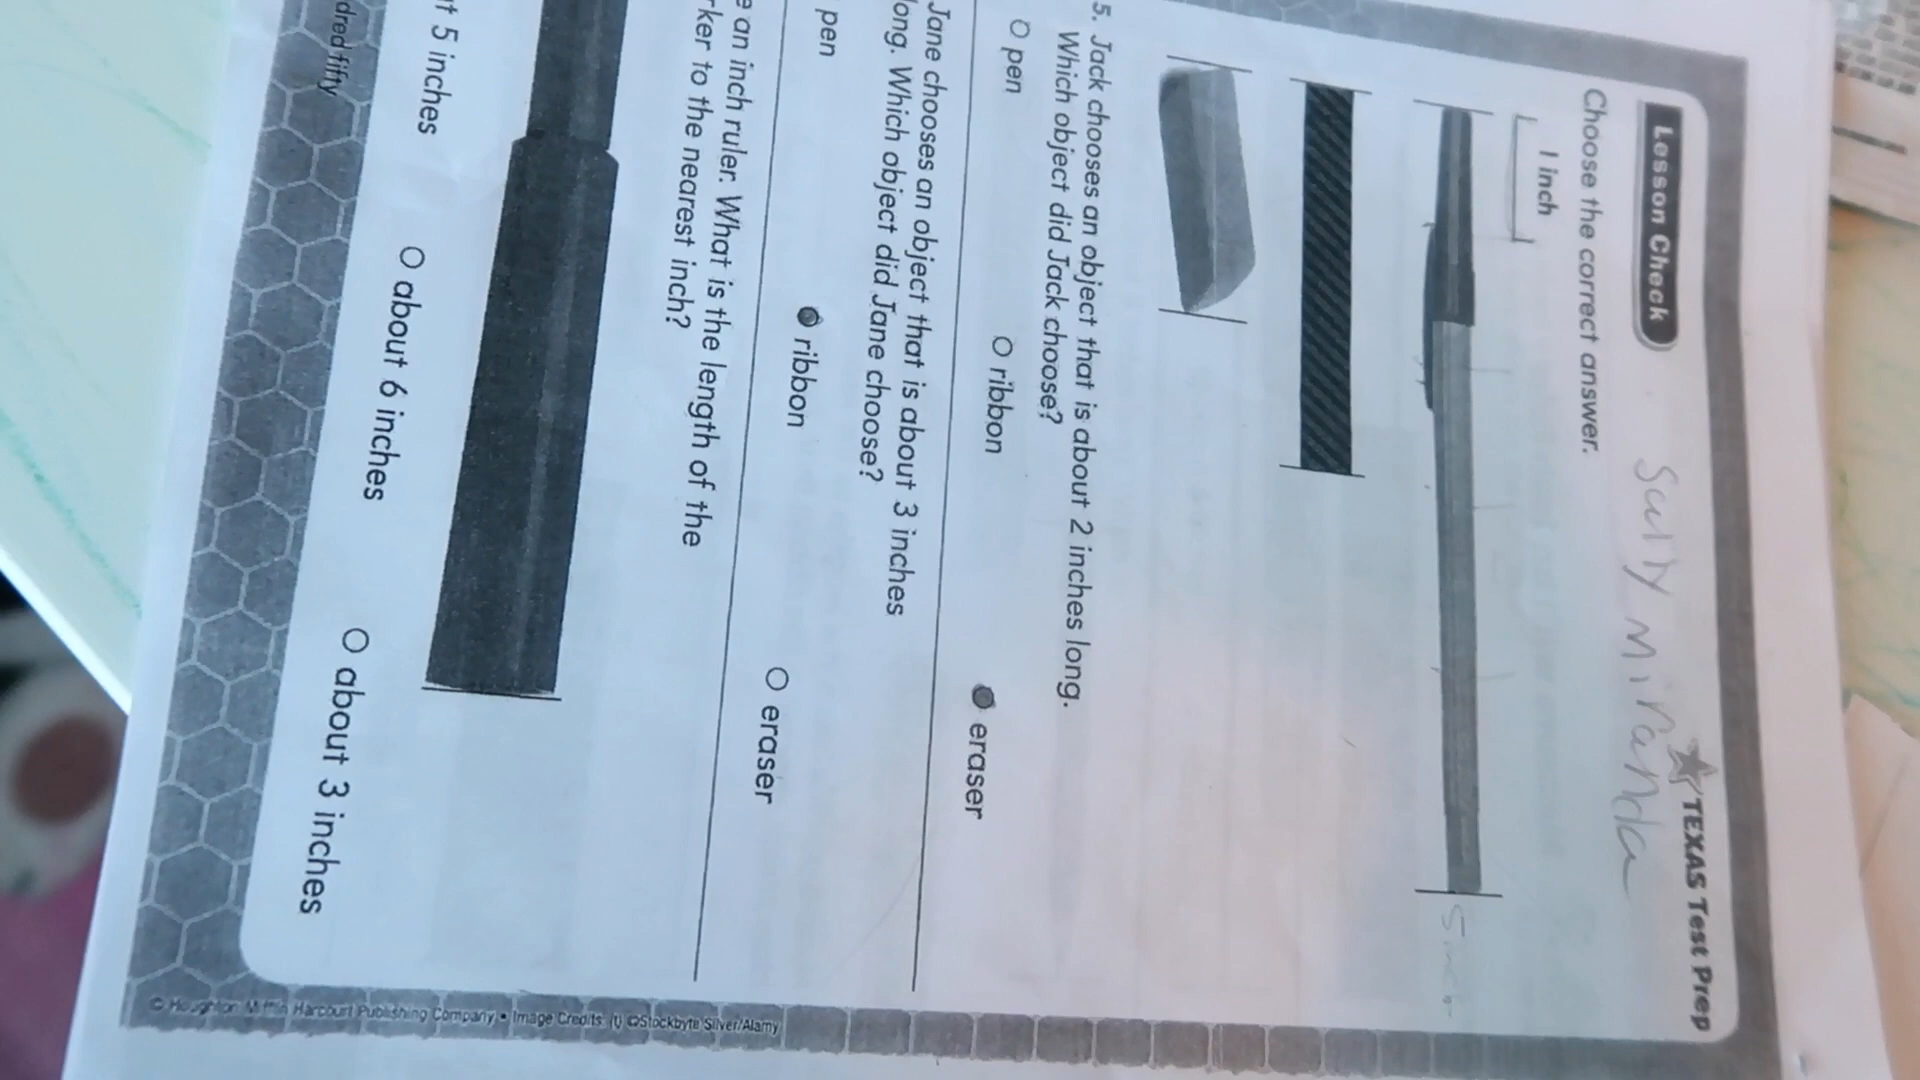 Lesson Check
TEXAS Test Prep
Sully Miranda
Choose the correct answer.
1 inch
5. Jack chooses an object that is about 2 inches long.
Which object did Jack choose?
pen
ribbon
eraser
Jane chooses an object that is about 3 inches
long. Which object did Jane choose?
pen
ribbon
eraser
e an inch ruler. What is the length of the
rker to the nearest inch?
t 5 inches
about 6 inches
about 3 inches
dred fifty
© Houghton Mifflin Harcourt Publishing Company • Image Credits: (t) ©Stockbyte Silver/Alamy